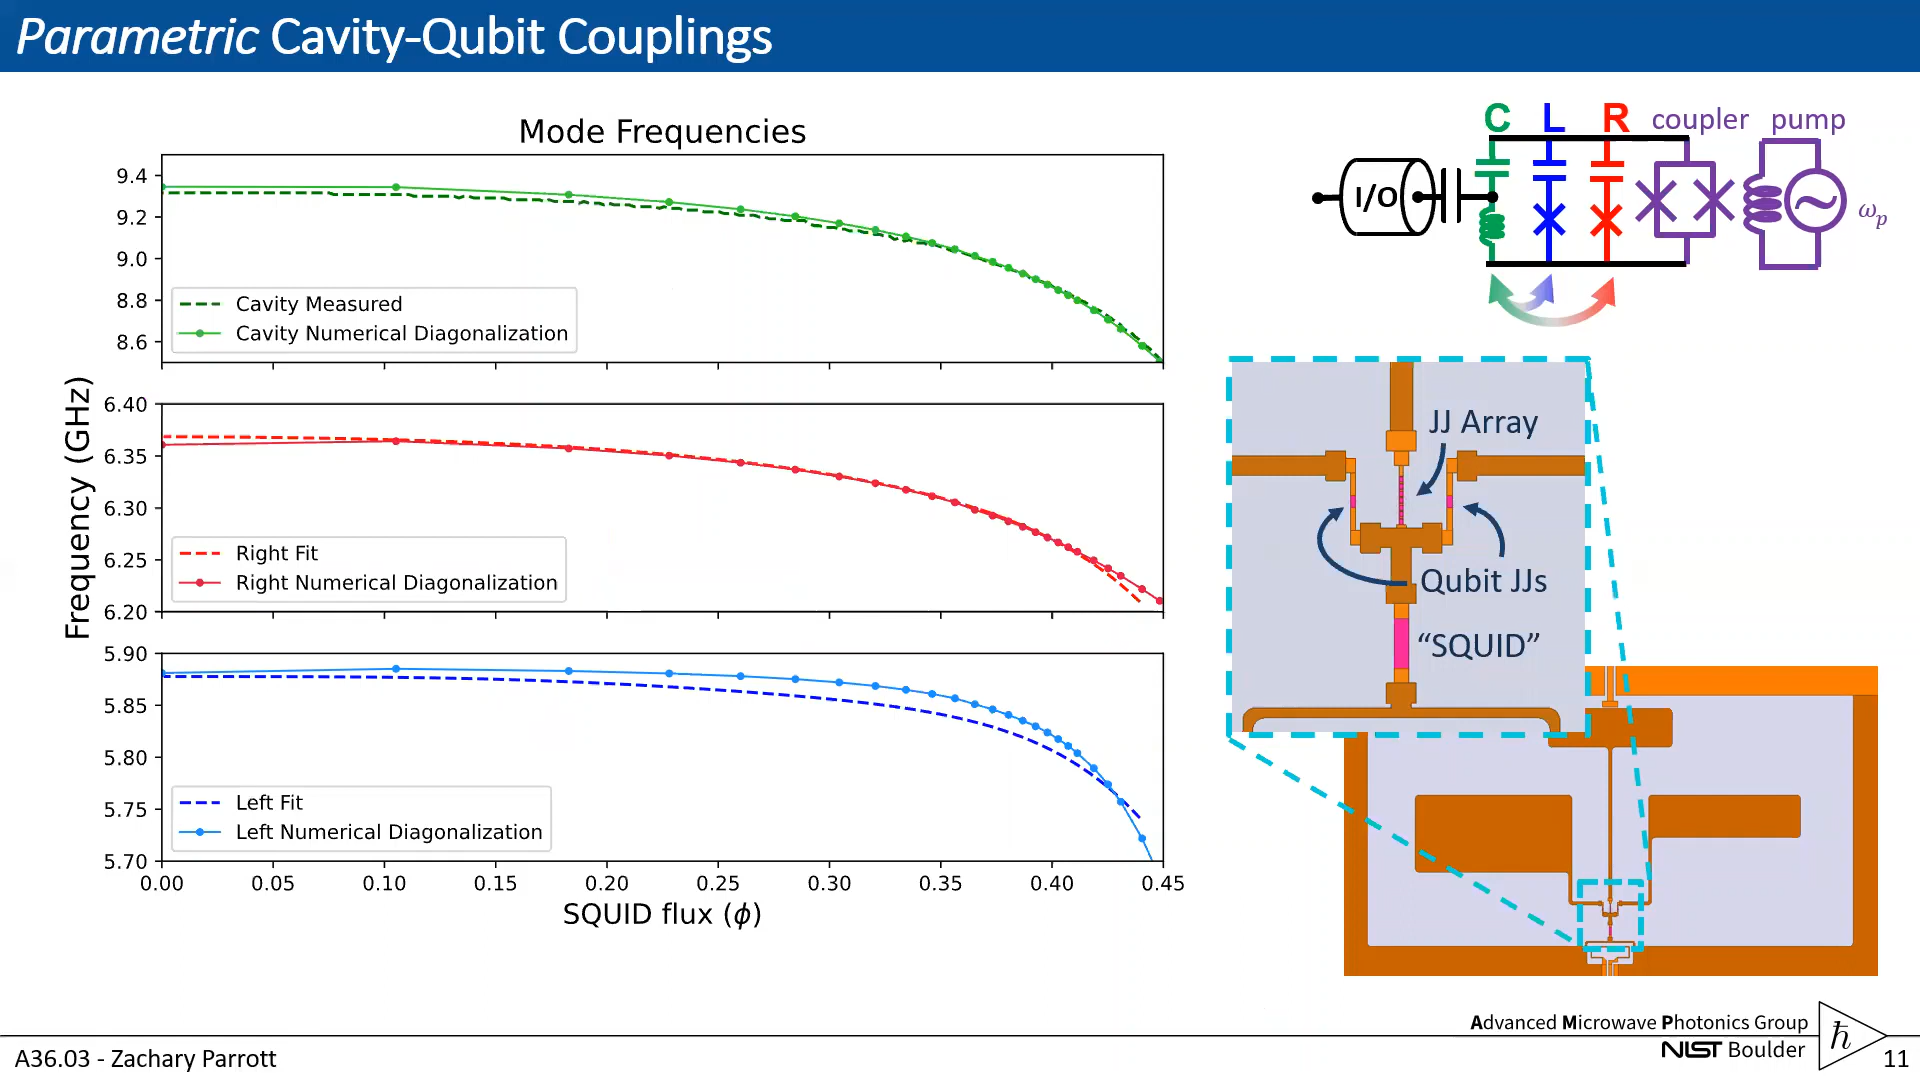 Parametric Cavity-Qubit Couplings
Mode Frequencies
Frequency (GHz)
9.4
9.2
9.0
8.8
8.6
Cavity Measured
Cavity Numerical Diagonalization
6.40
6.35
6.30
6.25
6.20
Right Fit
Right Numerical Diagonalization
5.90
5.85
5.80
5.75
5.70
Left Fit
Left Numerical Diagonalization
0.00 0.05 0.10 0.15 0.20 0.25 0.30 0.35 0.40 0.45
SQUID flux (ϕ)
C L R coupler pump
I/O
ωp
JJ Array
Qubit JJs
“SQUID”
Advanced Microwave Photonics Group
NIST Boulder
ħ
A36.03 - Zachary Parrott
11